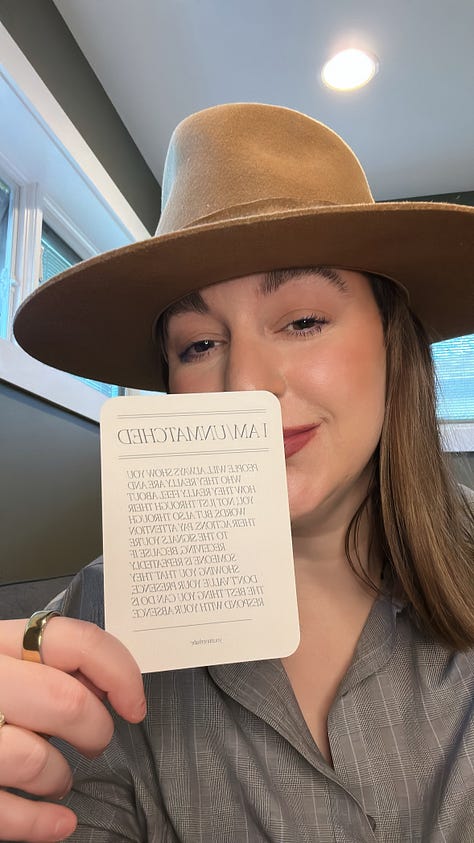 I AM/UNMATCHED
PEOPLE WILL ALWAYS SHOW YOU
WHO THEY REALLY ARE AND
HOW THEY REALLY FEEL ABOUT
YOU, NOT JUST THROUGH THEIR
WORDS BUT ALSO THROUGH
THEIR ACTIONS PAY ATTENTION
TO THE SIGNALS YOU'RE
RECEIVING BECAUSE IF
SOMEONE IS REPEATEDLY
SHOWING YOU THAT THEY
DON'T VALUE YOUR PRESENCE
THE BEST THING YOU CAN DO IS
RESPOND WITH YOUR ABSENCE